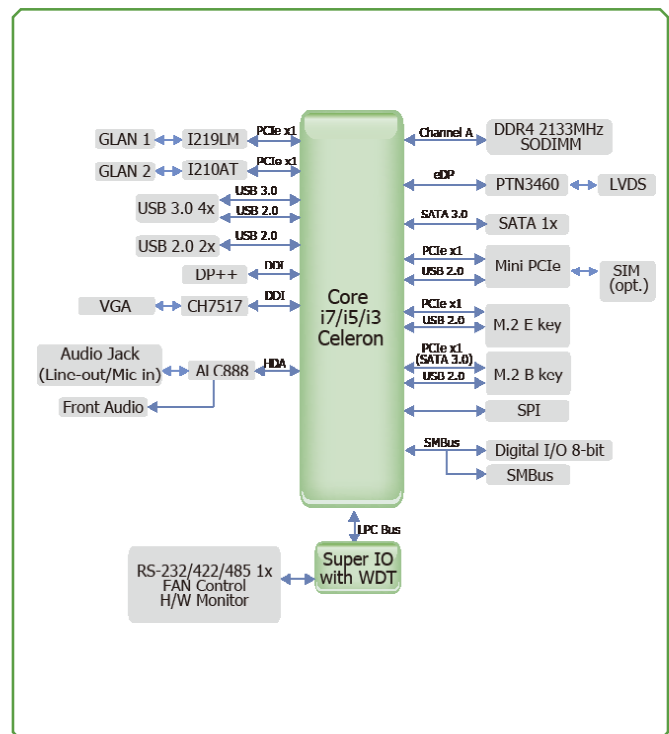 GLAN 1
I219LM
PCIe x1
GLAN 2
I210AT
PCIe x1
USB 3.0 4x
USB 3.0
USB 2.0
USB 2.0 2x
USB 2.0
DP++
DDI
VGA
CH7517
DDI
Audio Jack
(Line-out/Mic in)
ALC888
HDA
Front Audio
Core
i7/i5/i3
Celeron
Channel A
DDR4 2133MHz
SODIMM
eDP
PTN3460
LVDS
SATA 3.0
SATA 1x
PCIe x1
USB 2.0
Mini PCIe
SIM
(opt.)
PCIe x1
USB 2.0
M.2 E key
PCIe x1
(SATA 3.0)
USB 2.0
M.2 B key
SPI
SMBus
Digital I/O 8-bit
SMBus
LPC Bus
Super IO
with WDT
RS-232/422/485 1x
FAN Control
H/W Monitor